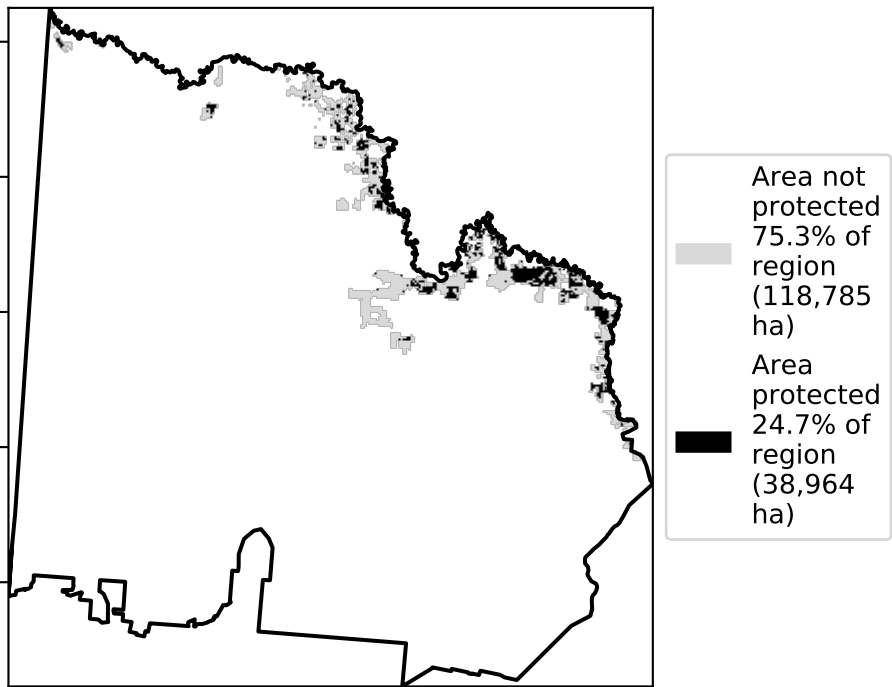 Area not
protected
75.3% of
region
(118,785
ha)
Area
protected
24.7% of
region
(38,964
ha)